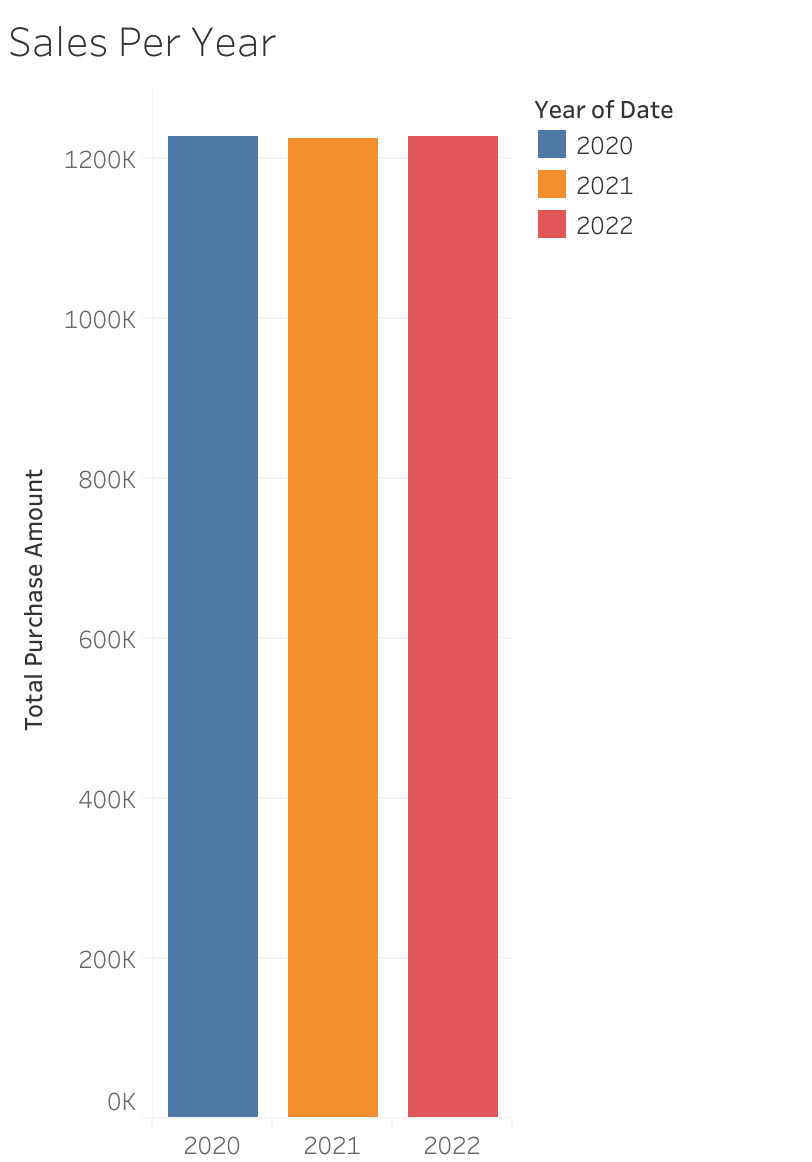 Sales Per Year
Year of Date
2020
2021
2022
Total Purchase Amount
1200K
1000K
800K
600K
400K
200K
0K
2020
2021
2022